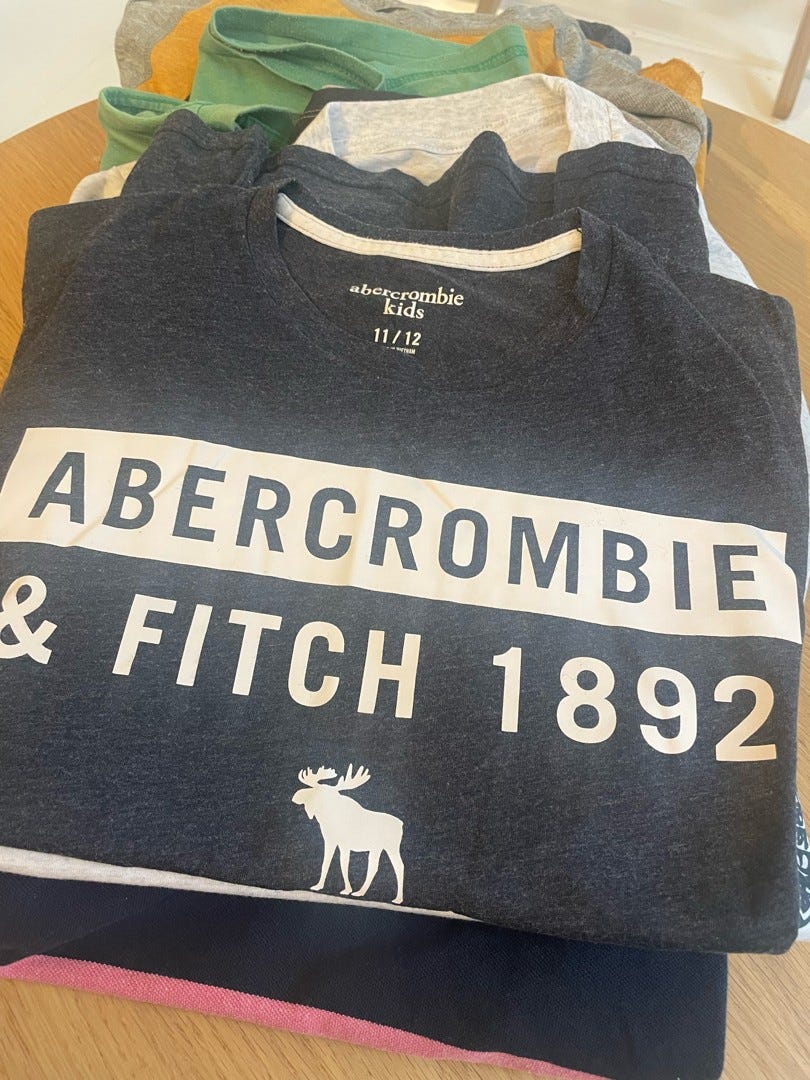 abercrombie
kids
11 / 12
ABERCROMBIE
& FITCH 1892